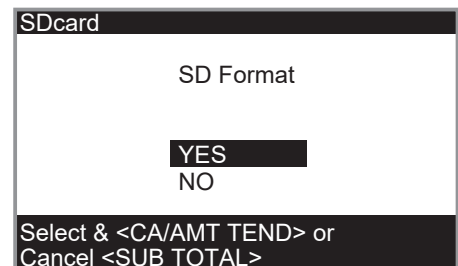 SDcard
SD Format
YES
NO
Select & <CA/AMT TEND> or
Cancel <SUB TOTAL>